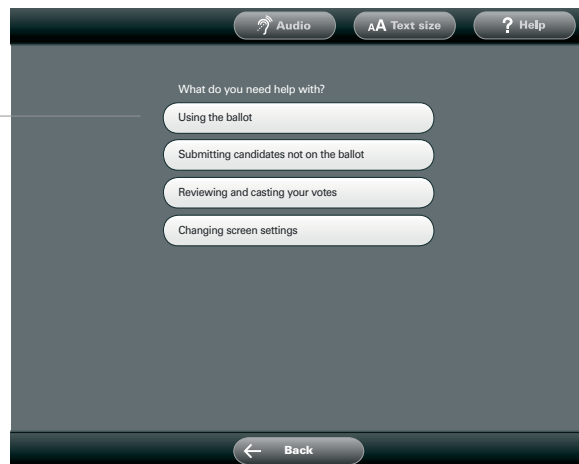 Audio
AA Text size
? Help
What do you need help with?
Using the ballot
Submitting candidates not on the ballot
Reviewing and casting your votes
Changing screen settings
Back